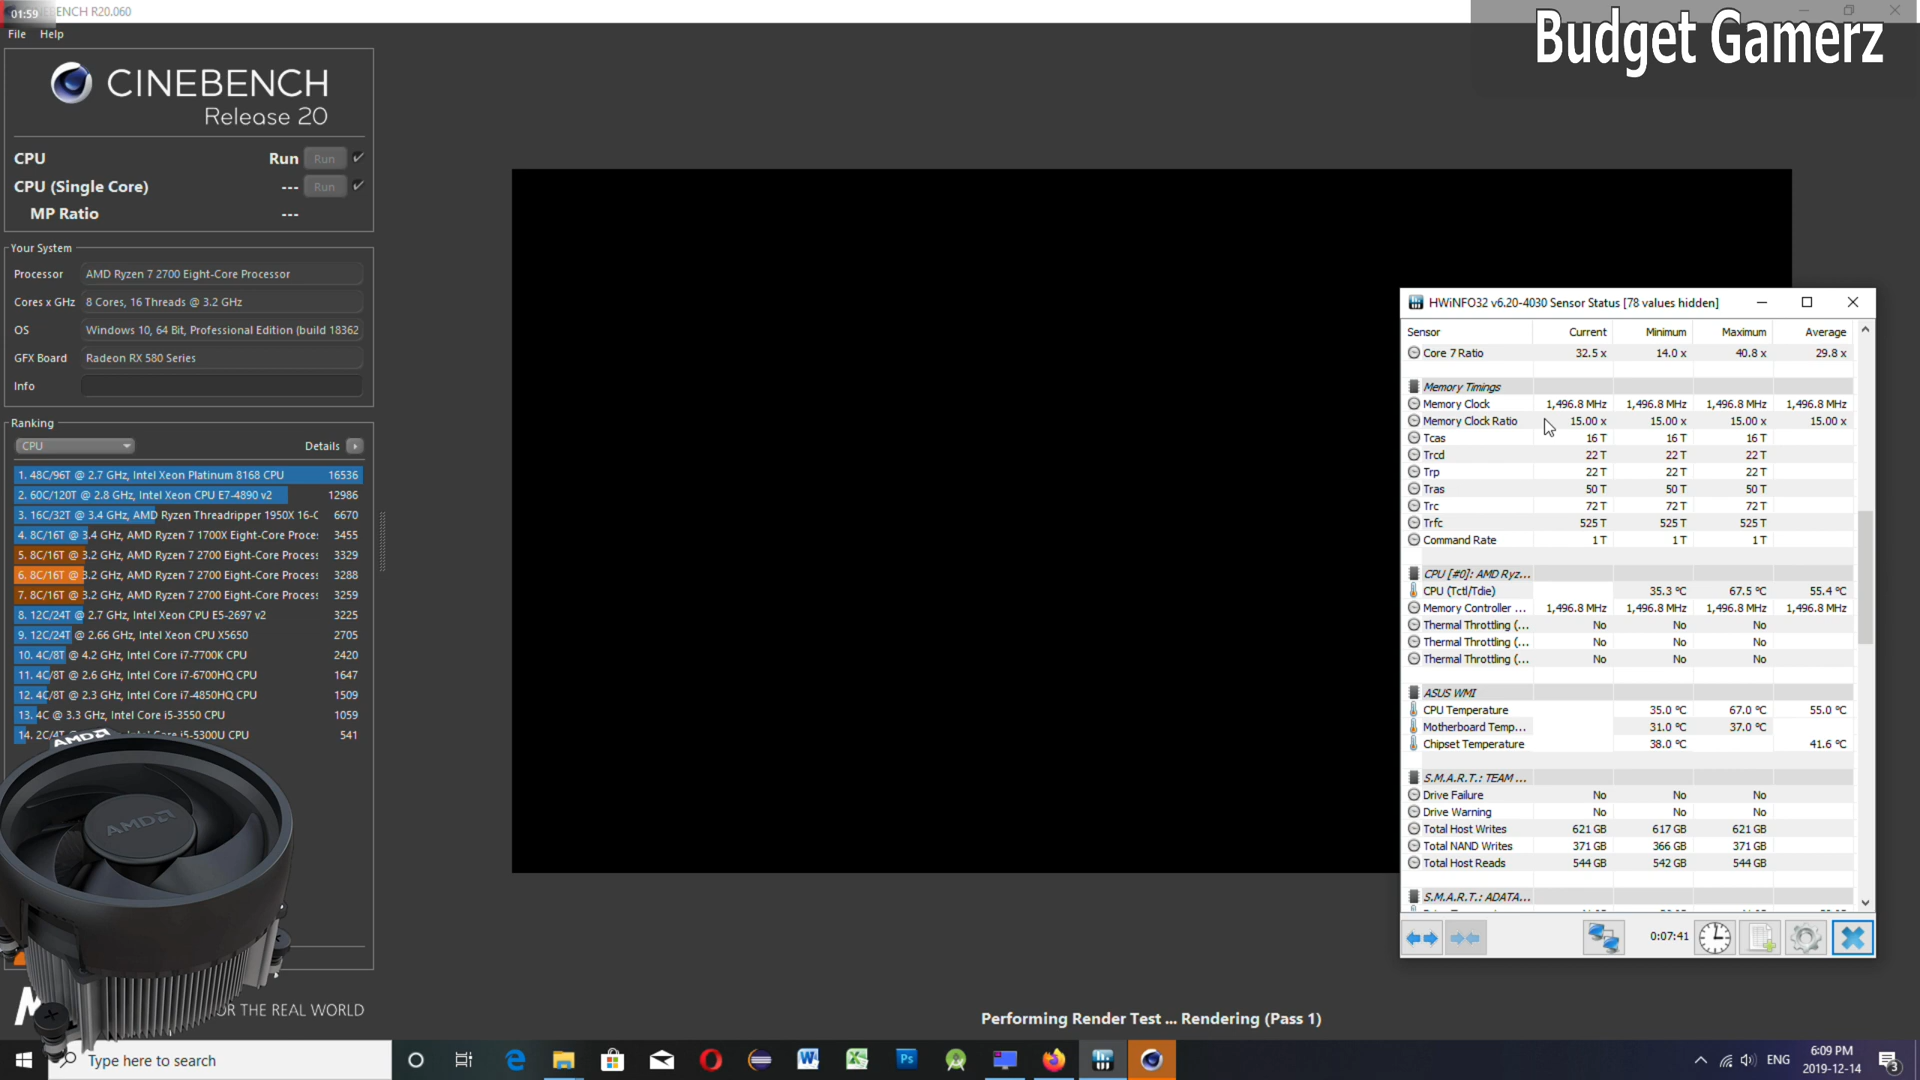 01:59
ENCH R20.060
Budget Gamerz
File Help
CINEBENCH
Release 20
CPU Run Run
CPU (Single Core) --- Run
MP Ratio ---
Your System
Processor AMD Ryzen 7 2700 Eight-Core Processor
Cores x GHz 8 Cores, 16 Threads @ 3.2 GHz
OS Windows 10, 64 Bit, Professional Edition (build 18362
GFX Board Radeon RX 580 Series
Info
Ranking
CPU Details
1. 48C/96T @ 2.7 GHz, Intel Xeon Platinum 8168 CPU 16536
2. 60C/120T @ 2.8 GHz, Intel Xeon CPU E7-4890 v2 12986
3. 16C/32T @ 3.4 GHz, AMD Ryzen Threadripper 1950X 16-C 6670
4. 8C/16T @ 3.4 GHz, AMD Ryzen 7 1700X Eight-Core Proce: 3455
5. 8C/16T @ 3.2 GHz, AMD Ryzen 7 2700 Eight-Core Process 3329
6. 8C/16T @ 3.2 GHz, AMD Ryzen 7 2700 Eight-Core Process 3288
7. 8C/16T @ 3.2 GHz, AMD Ryzen 7 2700 Eight-Core Process 3259
8. 12C/24T @ 2.7 GHz, Intel Xeon CPU E5-2697 v2 3225
9. 12C/24T @ 2.66 GHz, Intel Xeon CPU X5650 2705
10. 4C/8T @ 4.2 GHz, Intel Core i7-7700K CPU 2420
11. 4C/8T @ 2.6 GHz, Intel Core i7-6700HQ CPU 1647
12. 4C/8T @ 2.3 GHz, Intel Core i7-4850HQ CPU 1509
13. 4C @ 3.3 GHz, Intel Core i5-3550 CPU 1059
14. 2C/4T i5-5300U CPU 541
AMD
AMD
OR THE REAL WORLD
HWiNFO32 v6.20-4030 Sensor Status [78 values hidden]
Sensor Current Minimum Maximum Average
Core 7 Ratio 32.5 x 14.0 x 40.8 x 29.8 x
Memory Timings
Memory Clock 1,496.8 MHz 1,496.8 MHz 1,496.8 MHz 1,496.8 MHz
Memory Clock Ratio 15.00 x 15.00 x 15.00 x 15.00 x
Tcas 16 T 16 T 16 T
Trcd 22 T 22 T 22 T
Trp 22 T 22 T 22 T
Tras 50 T 50 T 50 T
Trc 72 T 72 T 72 T
Trfc 525 T 525 T 525 T
Command Rate 1 T 1 T 1 T
CPU [#0]: AMD Ryz...
CPU (Tctl/Tdie) 35.3 °C 67.5 °C 55.4 °C
Memory Controller ... 1,496.8 MHz 1,496.8 MHz 1,496.8 MHz 1,496.8 MHz
Thermal Throttling (... No No No
Thermal Throttling (... No No No
Thermal Throttling (... No No No
ASUS WMI
CPU Temperature 35.0 °C 67.0 °C 55.0 °C
Motherboard Temp... 31.0 °C 37.0 °C
Chipset Temperature 38.0 °C 41.6 °C
S.M.A.R.T.: TEAM ...
Drive Failure No No No
Drive Warning No No No
Total Host Writes 621 GB 617 GB 621 GB
Total NAND Writes 371 GB 366 GB 371 GB
Total Host Reads 544 GB 542 GB 544 GB
S.M.A.R.T.: ADATA...
0:07:41
Performing Render Test ... Rendering (Pass 1)
Type here to search
Ps
ENG
6:09 PM
2019-12-14
3